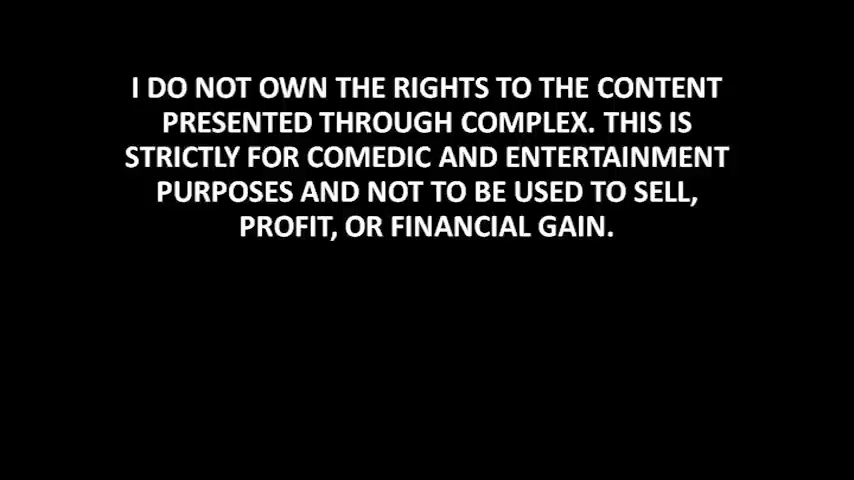 I DO NOT OWN THE RIGHTS TO THE CONTENT
PRESENTED THROUGH COMPLEX. THIS IS
STRICTLY FOR COMEDIC AND ENTERTAINMENT
PURPOSES AND NOT TO BE USED TO SELL,
PROFIT, OR FINANCIAL GAIN.